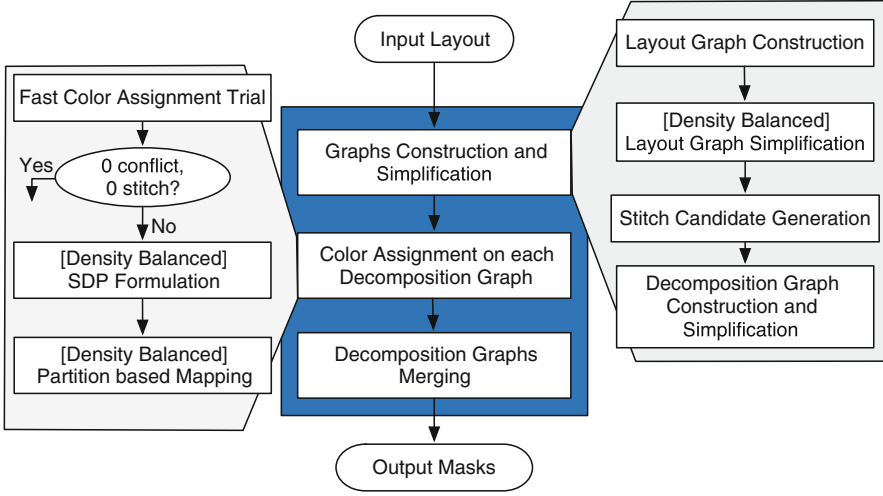 Input Layout
Graphs Construction and
Simplification
Color Assignment on each
Decomposition Graph
Decomposition Graphs
Merging
Output Masks
Fast Color Assignment Trial
0 conflict,
0 stitch?
Yes
No
[Density Balanced]
SDP Formulation
[Density Balanced]
Partition based Mapping
Layout Graph Construction
[Density Balanced]
Layout Graph Simplification
Stitch Candidate Generation
Decomposition Graph
Construction and
Simplification